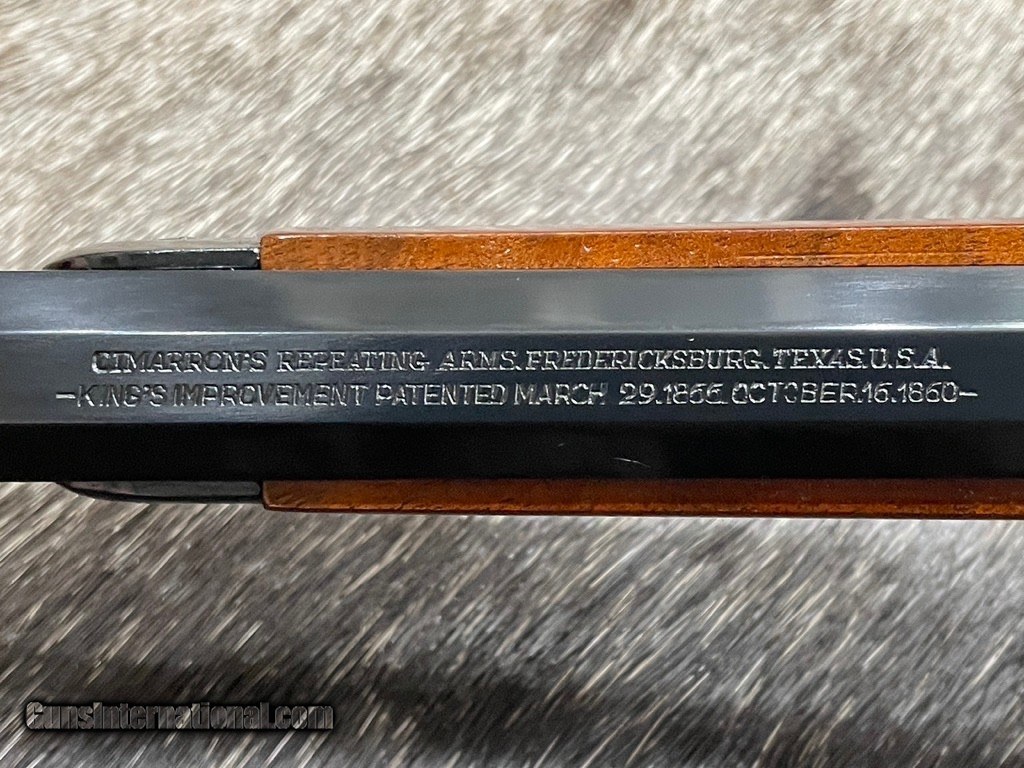 CIMARRON'S REPEATING ARMS. FREDERICKSBURG. TEXAS. U.S.A.
-KING'S IMPROVEMENT PATENTED MARCH 29.1866. OCTOBER.16.1860-
GunsInternational.com